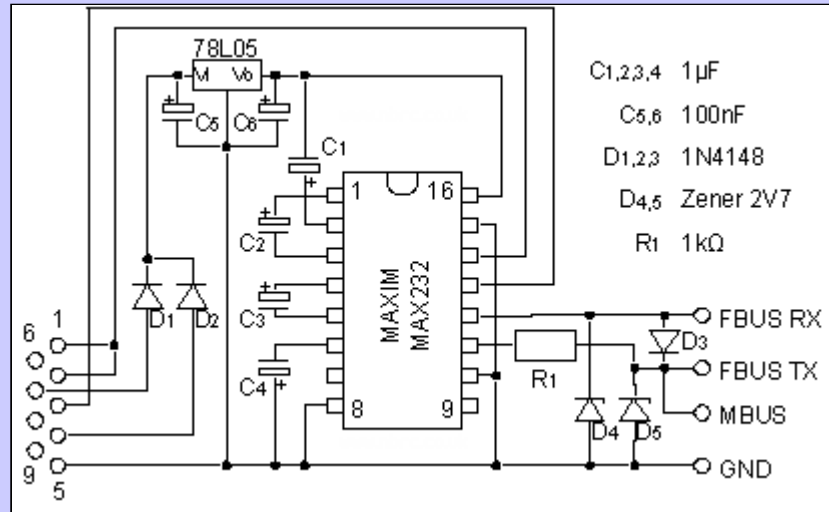 78L05
Vi Vo
C5 C6
C1
C1,2,3,4 1µF
C5,6 100nF
D1,2,3 1N4148
D4,5 Zener 2V7
R1 1kΩ
1 16
C2
MAXIM
MAX232
C3
C4
8 9
D1 D2
6 1
9 5
R1
FBUS RX
D3
FBUS TX
D4 D5
MBUS
GND